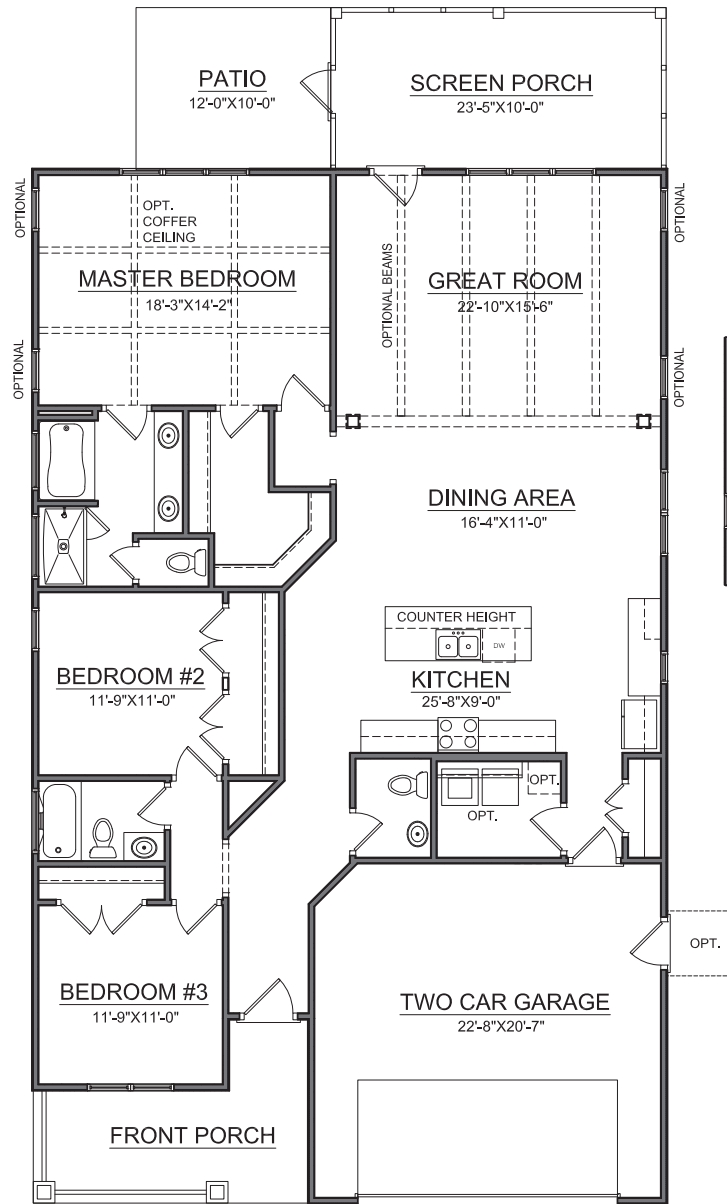 PATIO
12'-0"X10'-0"
SCREEN PORCH
23'-5"X10'-0"
OPTIONAL
OPT.
COFFER
CEILING
OPTIONAL
MASTER BEDROOM
18'-3"X14'-2"
OPTIONAL BEAMS
GREAT ROOM
22'-10"X15'-6"
OPTIONAL
OPTIONAL
DINING AREA
16'-4"X11'-0"
COUNTER HEIGHT
DW
KITCHEN
25'-8"X9'-0"
BEDROOM #2
11'-9"X11'-0"
OPT.
OPT.
OPT.
BEDROOM #3
11'-9"X11'-0"
TWO CAR GARAGE
22'-8"X20'-7"
FRONT PORCH